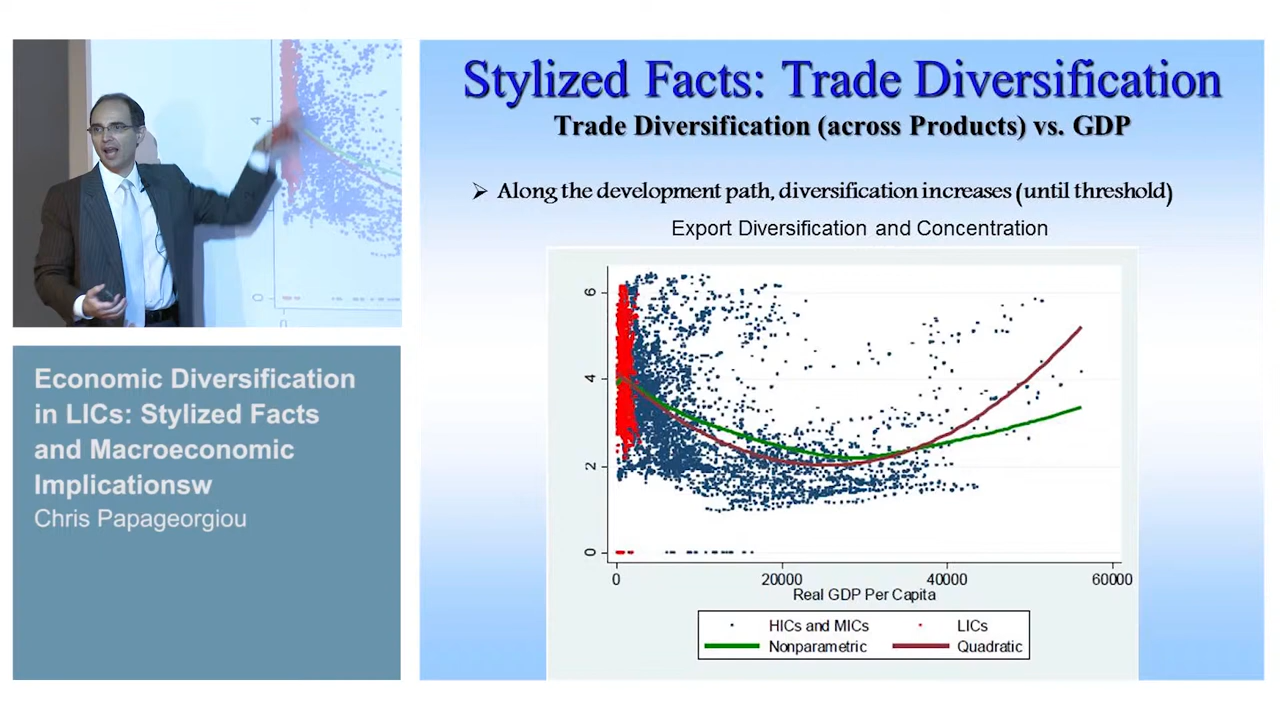 Economic Diversification
in LICs: Stylized Facts
and Macroeconomic
Implicationsw
Chris Papageorgiou
4
0
Stylized Facts: Trade Diversification
Trade Diversification (across Products) vs. GDP
Along the development path, diversification increases (until threshold)
Export Diversification and Concentration
6
4
2
0
0 20000 40000 60000
Real GDP Per Capita
HICs and MICs LICs
Nonparametric Quadratic